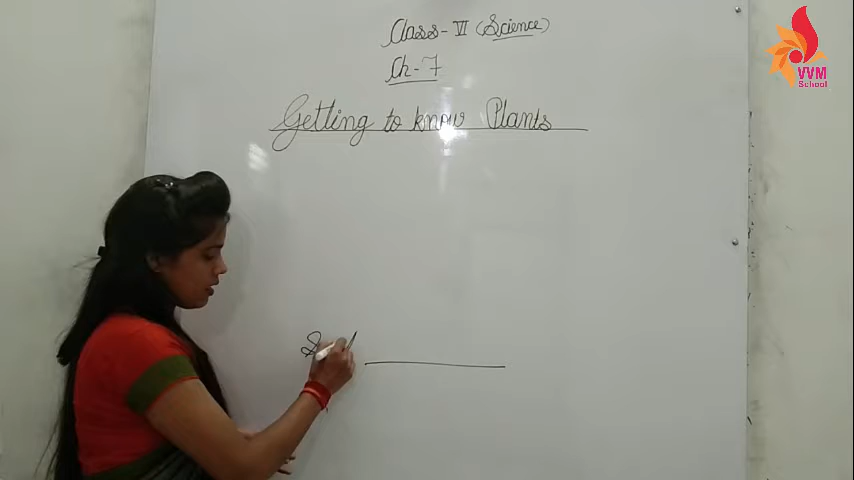 Class - VI (Science)
Ch - 7
Getting to know Plants
S
VVM
School